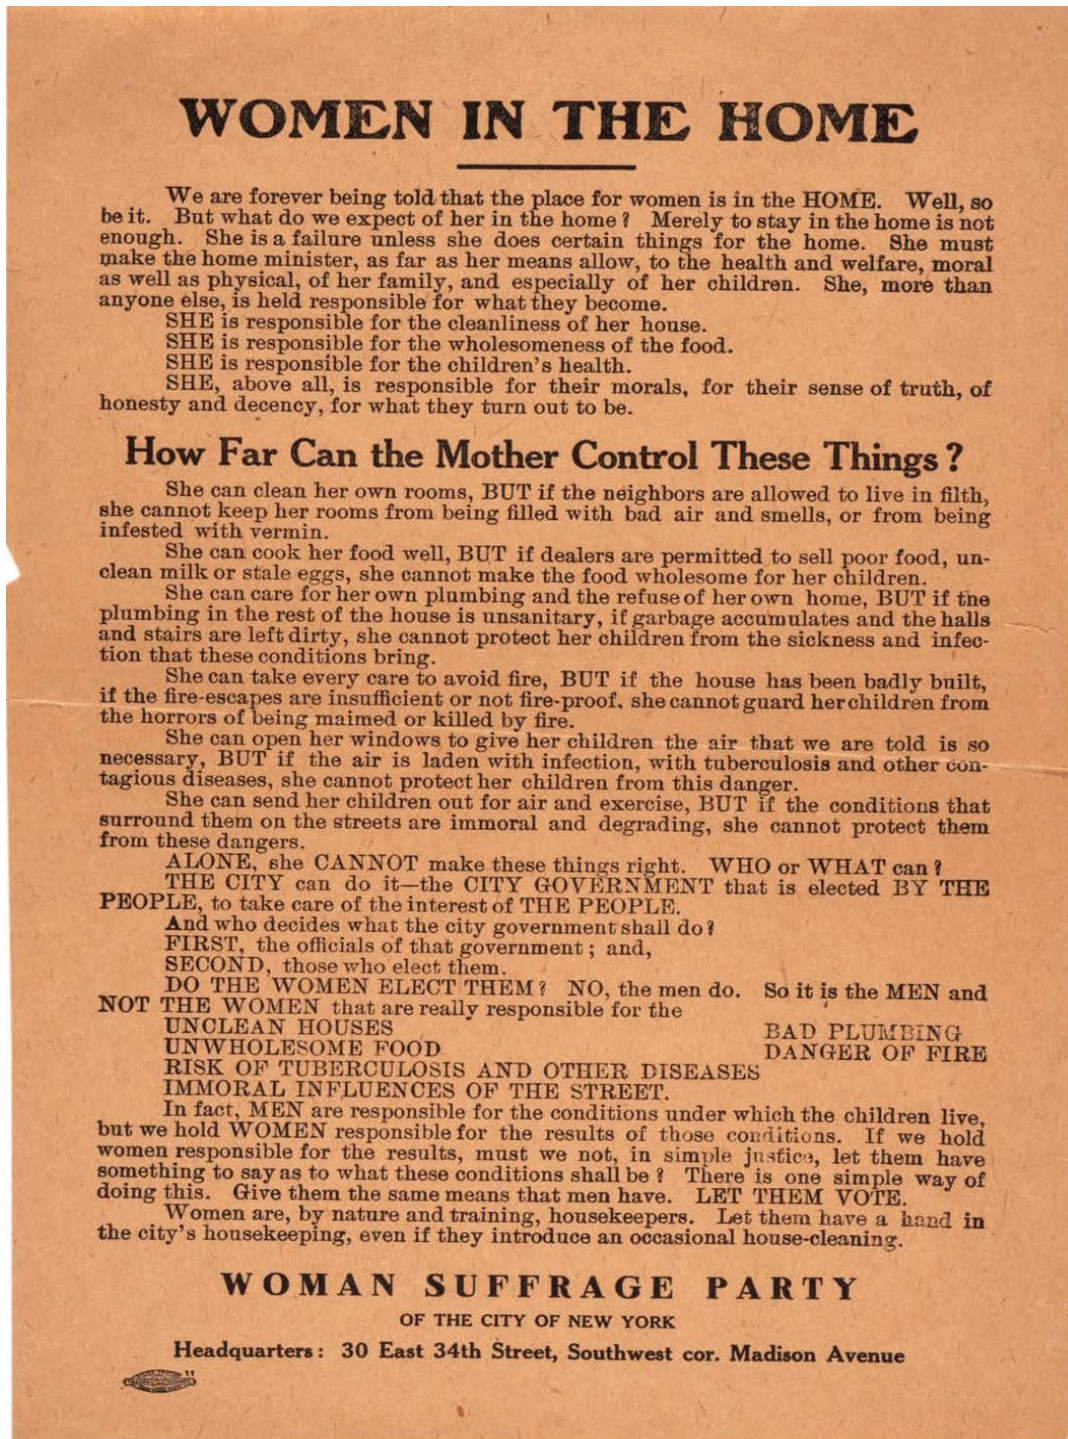 WOMEN IN THE HOME
We are forever being told that the place for women is in the HOME. Well, so
be it. But what do we expect of her in the home? Merely to stay in the home is not
enough. She is a failure unless she does certain things for the home. She must
make the home minister, as far as her means allow, to the health and welfare, moral
as well as physical, of her family, and especially of her children. She, more than
anyone else, is held responsible for what they become.
SHE is responsible for the cleanliness of her house.
SHE is responsible for the wholesomeness of the food.
SHE is responsible for the children's health.
SHE, above all, is responsible for their morals, for their sense of truth, of
honesty and decency, for what they turn out to be.
How Far Can the Mother Control These Things?
She can clean her own rooms, BUT if the neighbors are allowed to live in filth,
she cannot keep her rooms from being filled with bad air and smells, or from being
infested with vermin.
She can cook her food well, BUT if dealers are permitted to sell poor food, un-
clean milk or stale eggs, she cannot make the food wholesome for her children.
She can care for her own plumbing and the refuse of her own home, BUT if the
plumbing in the rest of the house is unsanitary, if garbage accumulates and the halls
and stairs are left dirty, she cannot protect her children from the sickness and infec-
tion that these conditions bring.
She can take every care to avoid fire, BUT if the house has been badly built,
if the fire-escapes are insufficient or not fire-proof, she cannot guard her children from
the horrors of being maimed or killed by fire.
She can open her windows to give her children the air that we are told is so
necessary, BUT if the air is laden with infection, with tuberculosis and other con-
tagious diseases, she cannot protect her children from this danger.
She can send her children out for air and exercise, BUT if the conditions that
surround them on the streets are immoral and degrading, she cannot protect them
from these dangers.
ALONE, she CANNOT make these things right. WHO or WHAT can?
THE CITY can do it—the CITY GOVERNMENT that is elected BY THE
PEOPLE, to take care of the interest of THE PEOPLE.
And who decides what the city government shall do?
FIRST, the officials of that government; and,
SECOND, those who elect them.
DO THE WOMEN ELECT THEM? NO, the men do. So it is the MEN and
NOT THE WOMEN that are really responsible for the
UNCLEAN HOUSES BAD PLUMBING
UNWHOLESOME FOOD DANGER OF FIRE
RISK OF TUBERCULOSIS AND OTHER DISEASES
IMMORAL INFLUENCES OF THE STREET.
In fact, MEN are responsible for the conditions under which the children live,
but we hold WOMEN responsible for the results of those conditions. If we hold
women responsible for the results, must we not, in simple justice, let them have
something to say as to what these conditions shall be? There is one simple way of
doing this. Give them the same means that men have. LET THEM VOTE.
Women are, by nature and training, housekeepers. Let them have a hand in
the city's housekeeping, even if they introduce an occasional house-cleaning.
WOMAN SUFFRAGE PARTY
OF THE CITY OF NEW YORK
Headquarters: 30 East 34th Street, Southwest cor. Madison Avenue